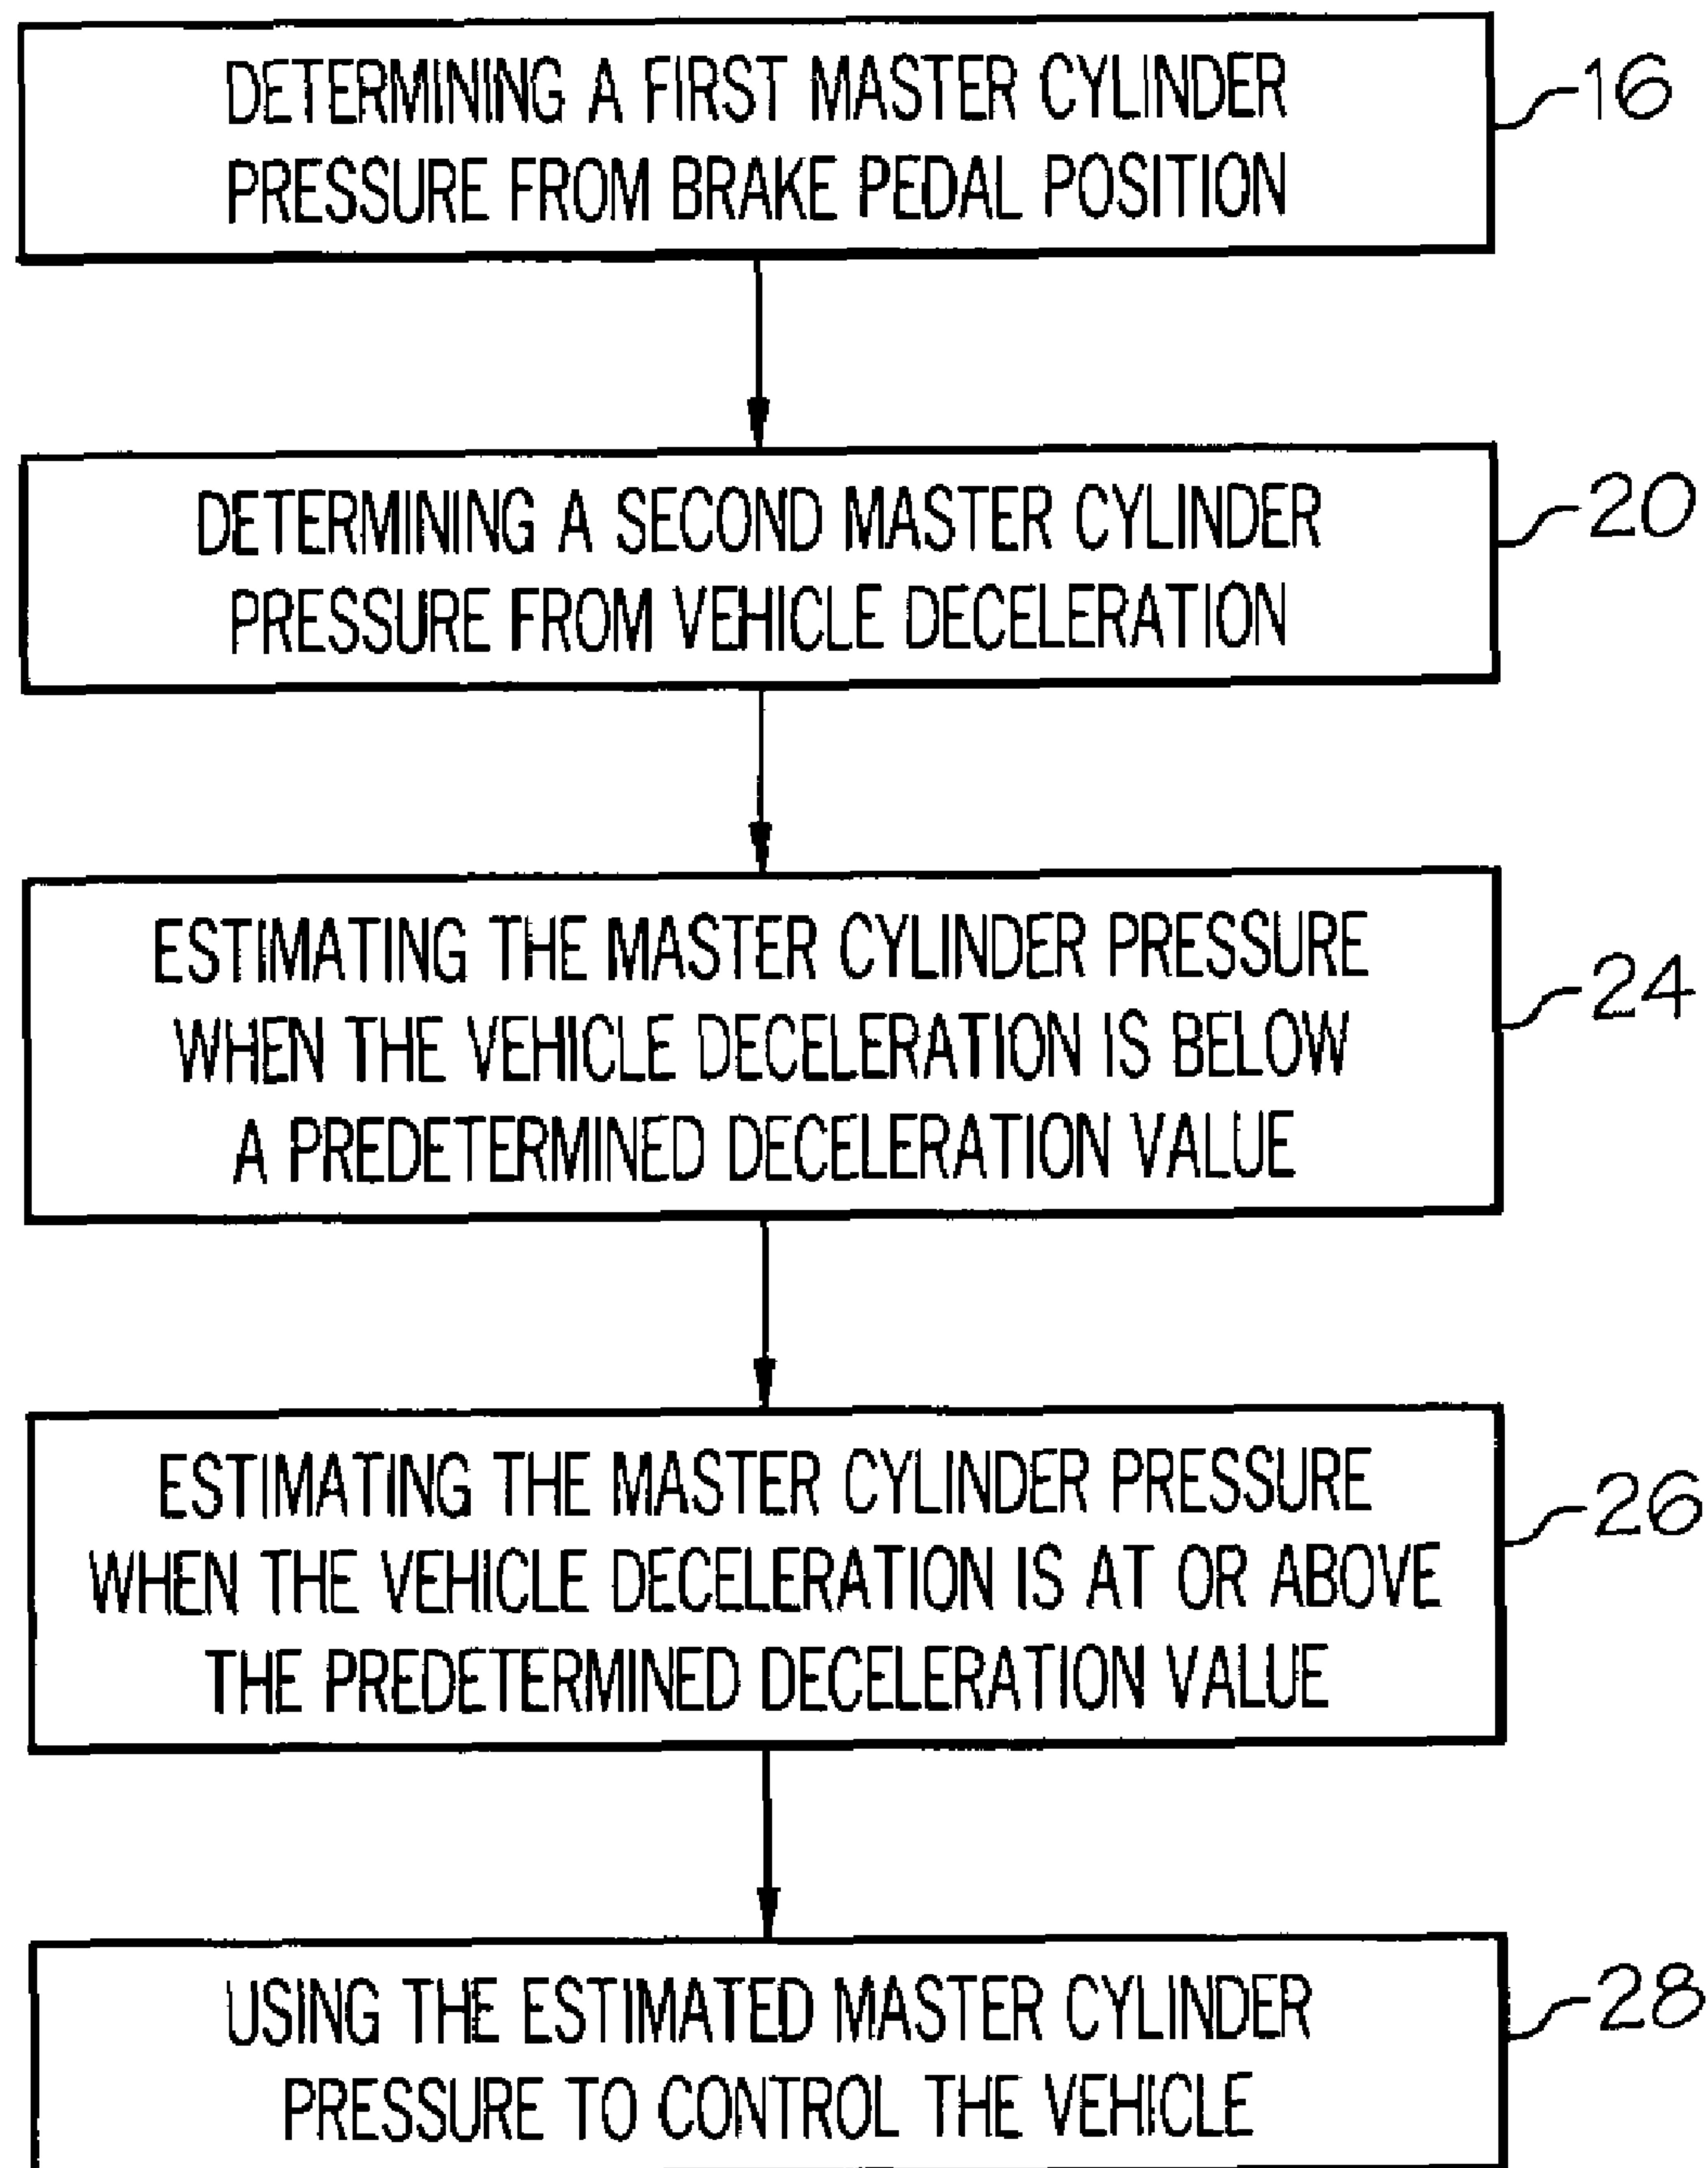 DETERMINING A FIRST MASTER CYLINDER
PRESSURE FROM BRAKE PEDAL POSITION
16
DETERMINING A SECOND MASTER CYLINDER
PRESSURE FROM VEHICLE DECELERATION
20
ESTIMATING THE MASTER CYLINDER PRESSURE
WHEN THE VEHICLE DECELERATION IS BELOW
A PREDETERMINED DECELERATION VALUE
24
ESTIMATING THE MASTER CYLINDER PRESSURE
WHEN THE VEHICLE DECELERATION IS AT OR ABOVE
THE PREDETERMINED DECELERATION VALUE
26
USING THE ESTIMATED MASTER CYLINDER
PRESSURE TO CONTROL THE VEHICLE
28